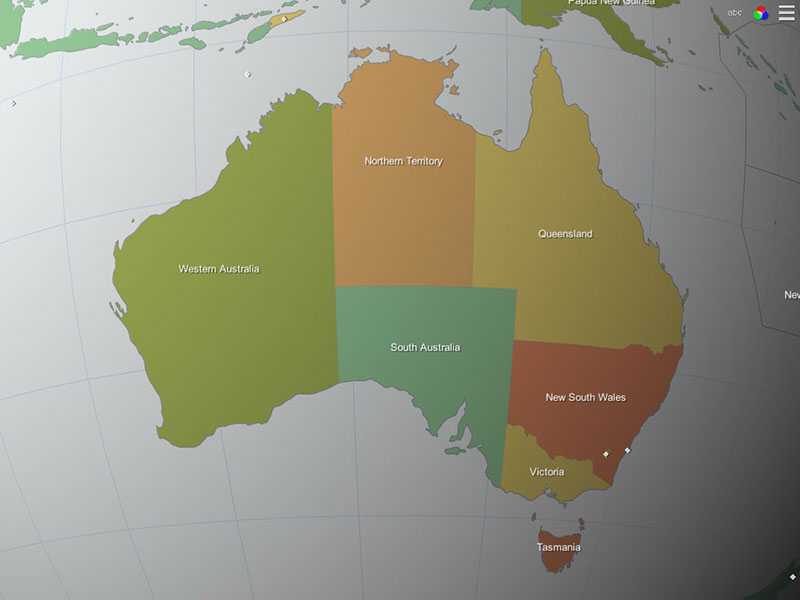 Papua New Guinea
abc
Northern Territory
Queensland
Western Australia
New
South Australia
New South Wales
Victoria
Tasmania